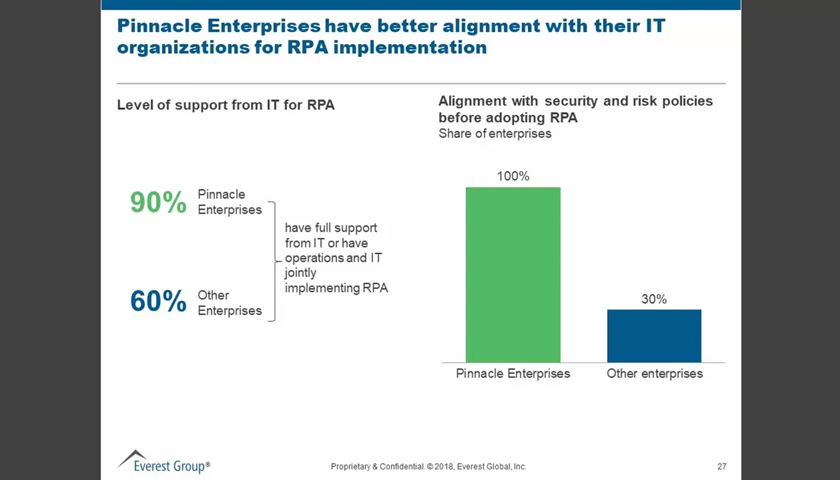 Pinnacle Enterprises have better alignment with their IT
organizations for RPA implementation
Level of support from IT for RPA
90%
Pinnacle
Enterprises
60%
Other
Enterprises
have full support
from IT or have
operations and IT
jointly
implementing RPA
Alignment with security and risk policies
before adopting RPA
Share of enterprises
100%
30%
Pinnacle Enterprises
Other enterprises
Everest Group®
Proprietary & Confidential. © 2018, Everest Global, Inc.
27